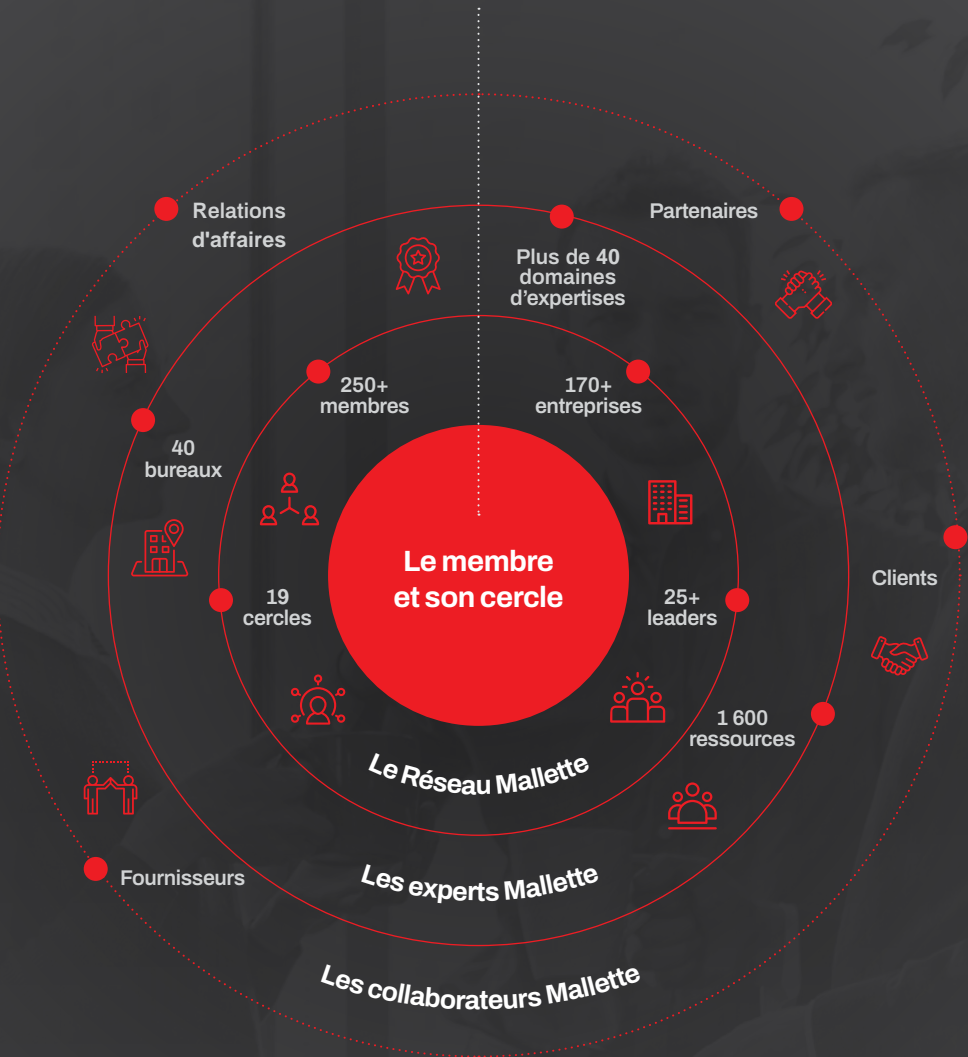 Relations
d'affaires
Partenaires
Plus de 40
domaines
d’expertises
250+
membres
170+
entreprises
40
bureaux
Le membre
et son cercle
Clients
19
cercles
25+
leaders
1 600
ressources
Le Réseau Mallette
Les experts Mallette
Fournisseurs
Les collaborateurs Mallette